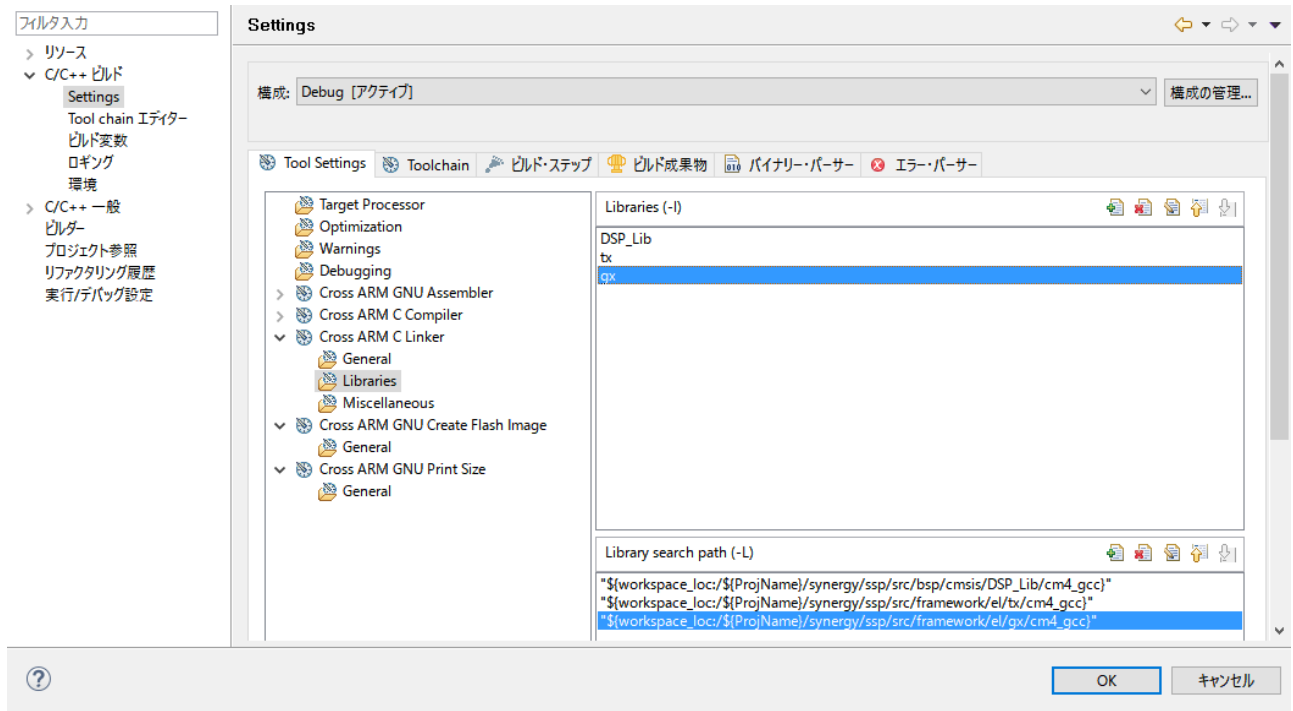 フィルタ入力
リソース
C/C++ ビルド
Settings
Tool chain エディター
ビルド変数
ロギング
環境
C/C++ 一般
ビルダー
プロジェクト参照
リファクタリング履歴
実行/デバッグ設定
Settings
構成: Debug [アクティブ]
構成の管理...
Tool Settings Toolchain ビルド・ステップ ビルド成果物 バイナリー・パーサー エラー・パーサー
Target Processor
Optimization
Warnings
Debugging
Cross ARM GNU Assembler
Cross ARM C Compiler
Cross ARM C Linker
General
Libraries
Miscellaneous
Cross ARM GNU Create Flash Image
General
Cross ARM GNU Print Size
General
Libraries (-l)
DSP_Lib
tx
gx
Library search path (-L)
"${workspace_loc:/${ProjName}/synergy/ssp/src/bsp/cmsis/DSP_Lib/cm4_gcc}"
"${workspace_loc:/${ProjName}/synergy/ssp/src/framework/el/tx/cm4_gcc}"
"${workspace_loc:/${ProjName}/synergy/ssp/src/framework/el/gx/cm4_gcc}"
OK
キャンセル